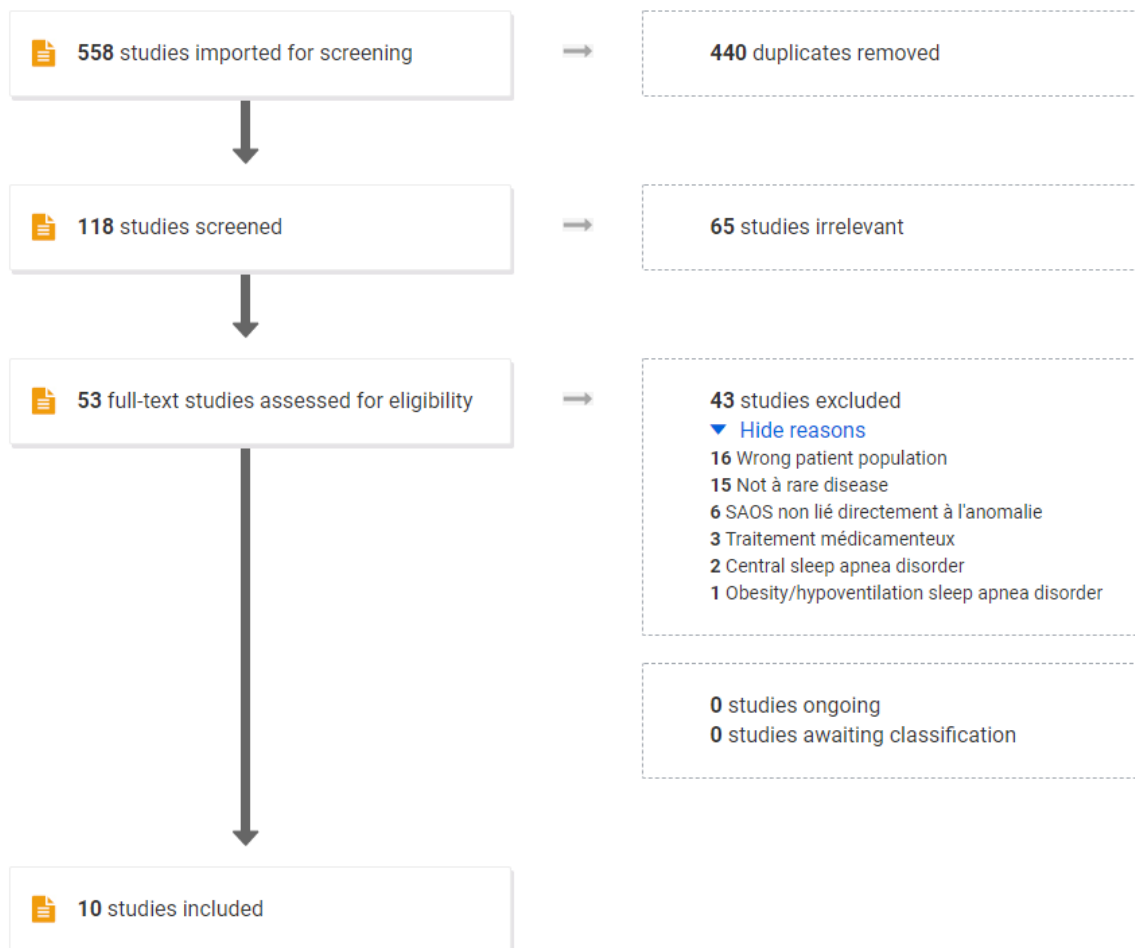 558 studies imported for screening
440 duplicates removed
118 studies screened
65 studies irrelevant
53 full-text studies assessed for eligibility
43 studies excluded
Hide reasons
16 Wrong patient population
15 Not à rare disease
6 SAOS non lié directement à l'anomalie
3 Traitement médicamenteux
2 Central sleep apnea disorder
1 Obesity/hypoventilation sleep apnea disorder
0 studies ongoing
0 studies awaiting classification
10 studies included